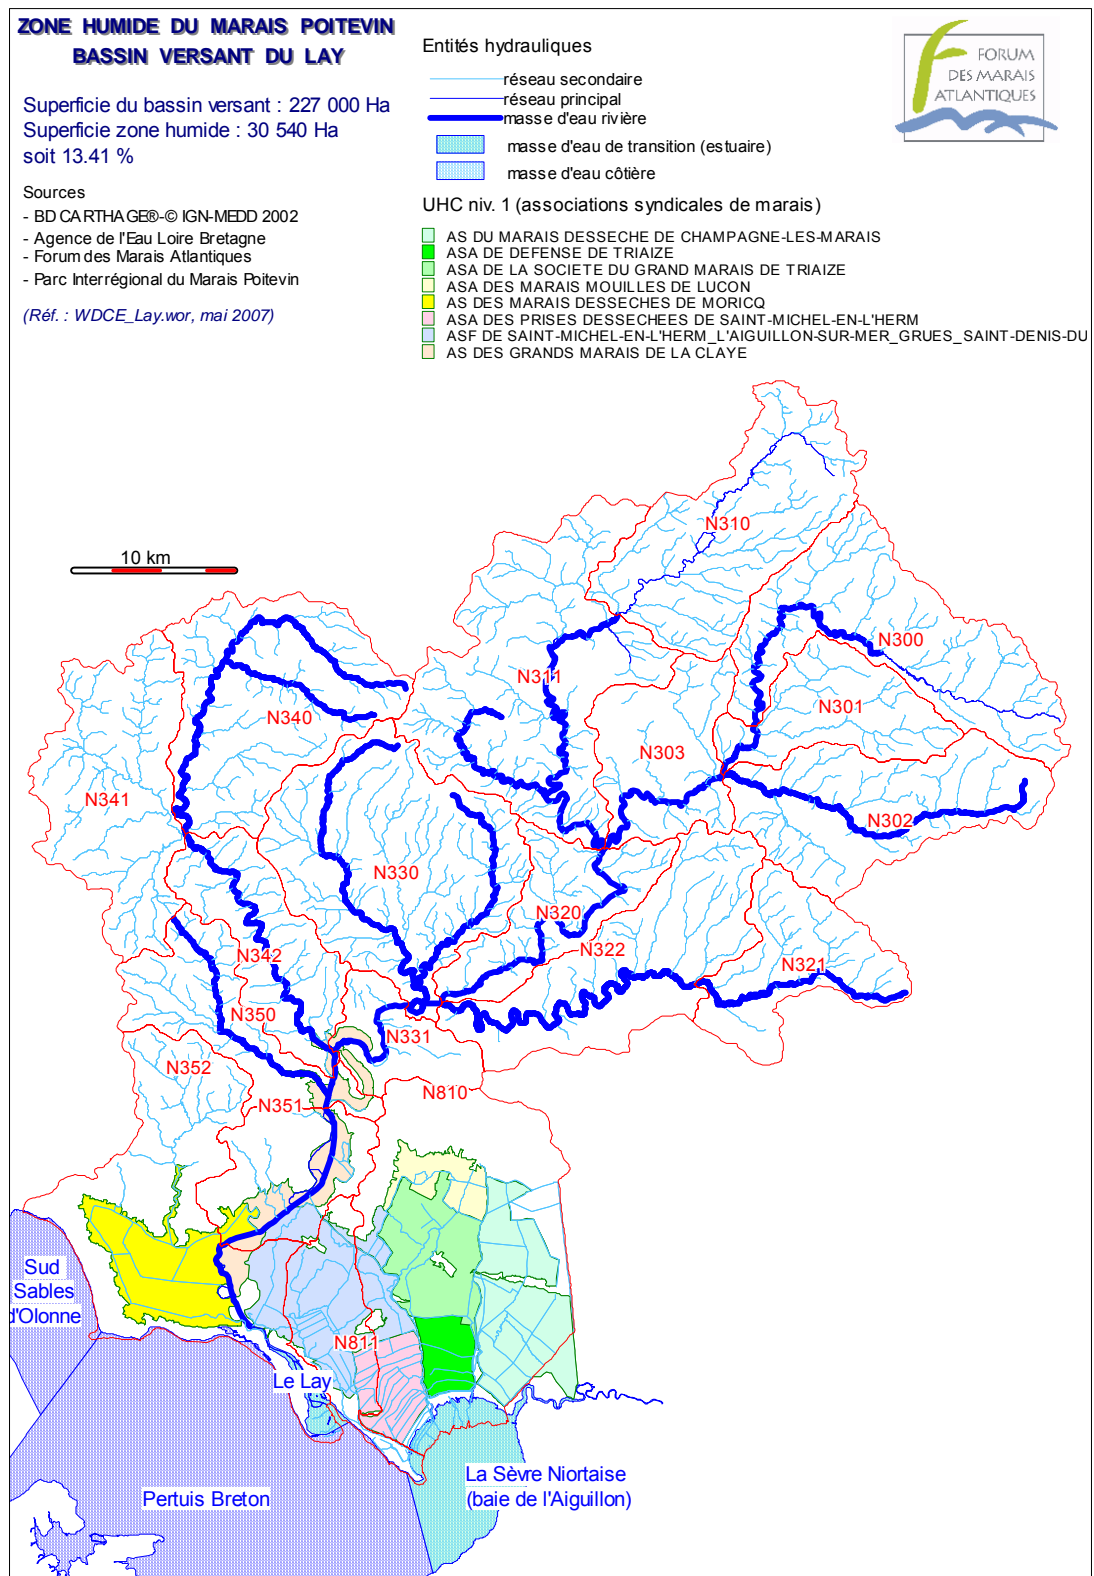 ZONE HUMIDE DU MARAIS POITEVIN
BASSIN VERSANT DU LAY
Superficie du bassin versant : 227 000 Ha
Superficie zone humide : 30 540 Ha
soit 13.41 %
Sources
- BD CARTHAGE®-© IGN-MEDD 2002
- Agence de l'Eau Loire Bretagne
- Forum des Marais Atlantiques
- Parc Interrégional du Marais Poitevin
(Réf. : WDCE_Lay.wor, mai 2007)
Entités hydrauliques
réseau secondaire
réseau principal
masse d'eau rivière
masse d'eau de transition (estuaire)
masse d'eau côtière
UHC niv. 1 (associations syndicales de marais)
AS DU MARAIS DESSECHE DE CHAMPAGNE-LES-MARAIS
ASA DE DEFENSE DE TRIAIZE
ASA DE LA SOCIETE DU GRAND MARAIS DE TRIAIZE
ASA DES MARAIS MOUILLES DE LUCON
AS DES MARAIS DESSECHES DE MORICQ
ASA DES PRISES DESSECHEES DE SAINT-MICHEL-EN-L'HERM
ASF DE SAINT-MICHEL-EN-L'HERM_L'AIGUILLON-SUR-MER_GRUES_SAINT-DENIS-DU
AS DES GRANDS MARAIS DE LA CLAYE
FORUM
DES MARAIS
ATLANTIQUES
10 km
N310
N300
N311
N301
N340
N303
N341
N302
N330
N320
N322
N342
N321
N350
N331
N352
N810
N351
Sud
Sables
d'Olonne
N811
Le Lay
La Sèvre Niortaise
(baie de l'Aiguillon)
Pertuis Breton